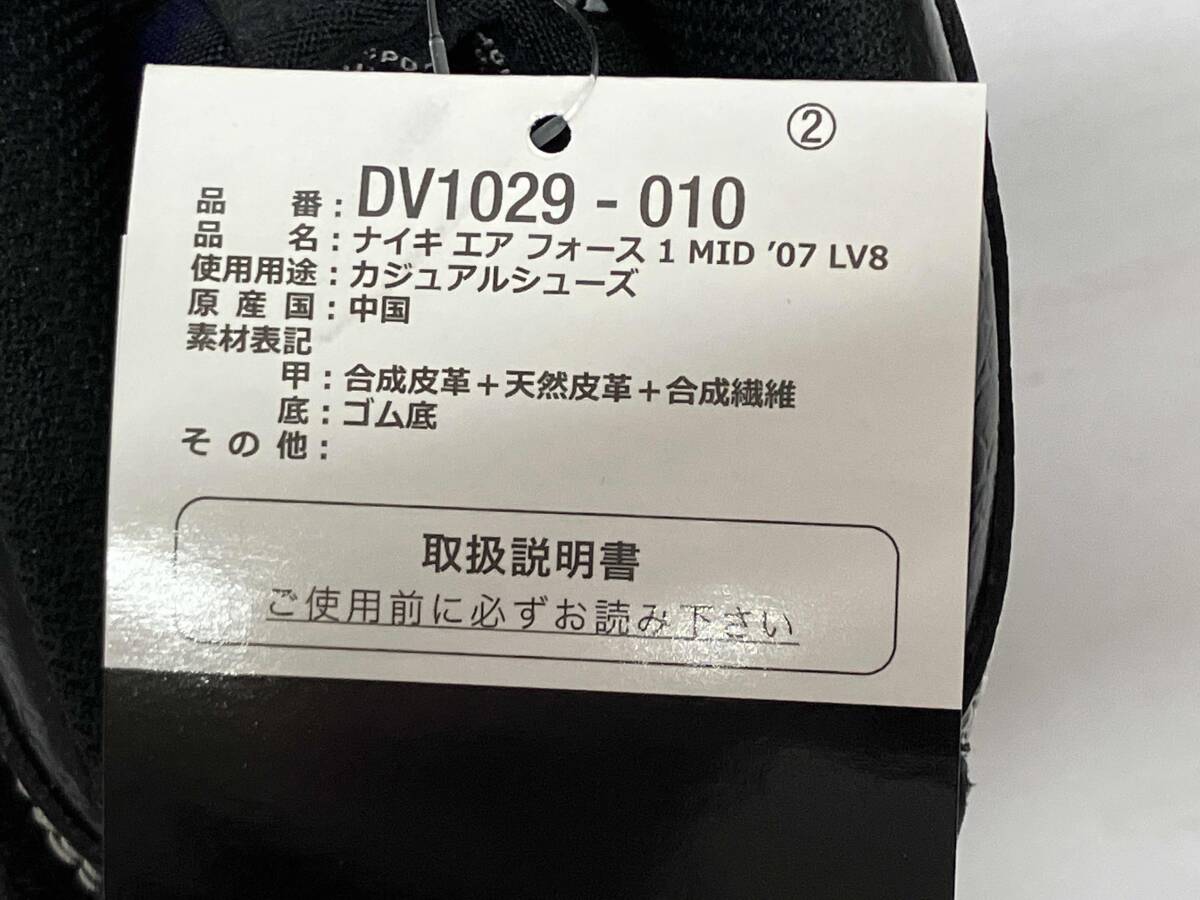 ②
品 番：DV1029 - 010
品 名：ナイキ エア フォース 1 MID ’07 LV8
使用用途：カジュアルシューズ
原 産 国：中国
素材表記
甲：合成皮革＋天然皮革＋合成繊維
底：ゴム底
そ の 他：
取扱説明書
ご使用前に必ずお読み下さい